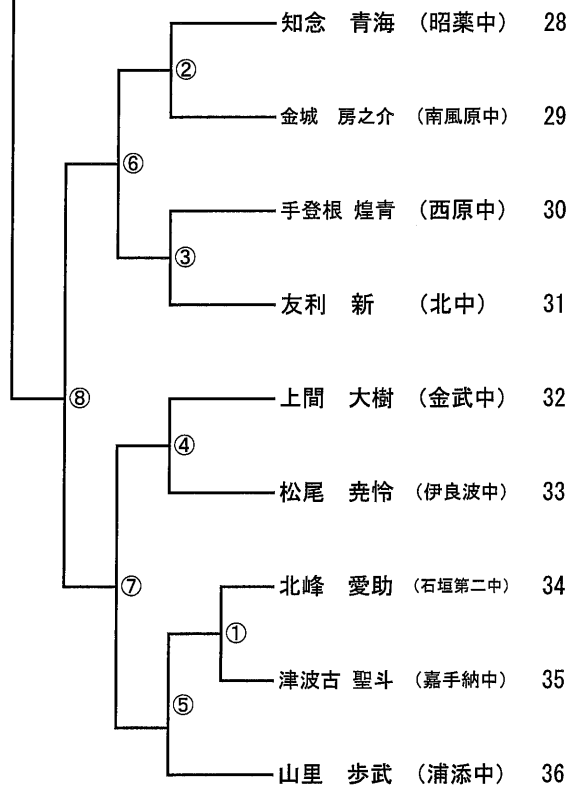 知念 青海 (昭薬中) 28
②
金城 房之介 (南風原中) 29
⑥
手登根 煌青 (西原中) 30
③
友利 新 (北中) 31
⑧
上間 大樹 (金武中) 32
④
松尾 尭怜 (伊良波中) 33
⑦
北峰 愛助 (石垣第二中) 34
①
津波古 聖斗 (嘉手納中) 35
⑤
山里 歩武 (浦添中) 36